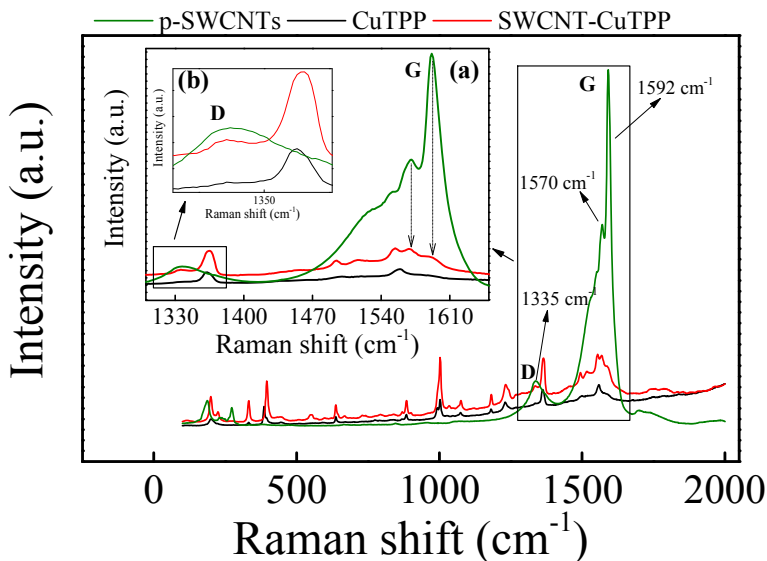 p-SWCNTs CuTPP SWCNT-CuTPP
(b)
D
Intensity (a.u.)
1350
Raman shift (cm⁻¹)
G
(a)
Intensity (a.u.)
1330 1400 1470 1540 1610
Raman shift (cm⁻¹)
G
1592 cm⁻¹
1570 cm⁻¹
1335 cm⁻¹
D
Intensity (a.u.)
0 500 1000 1500 2000
Raman shift (cm⁻¹)